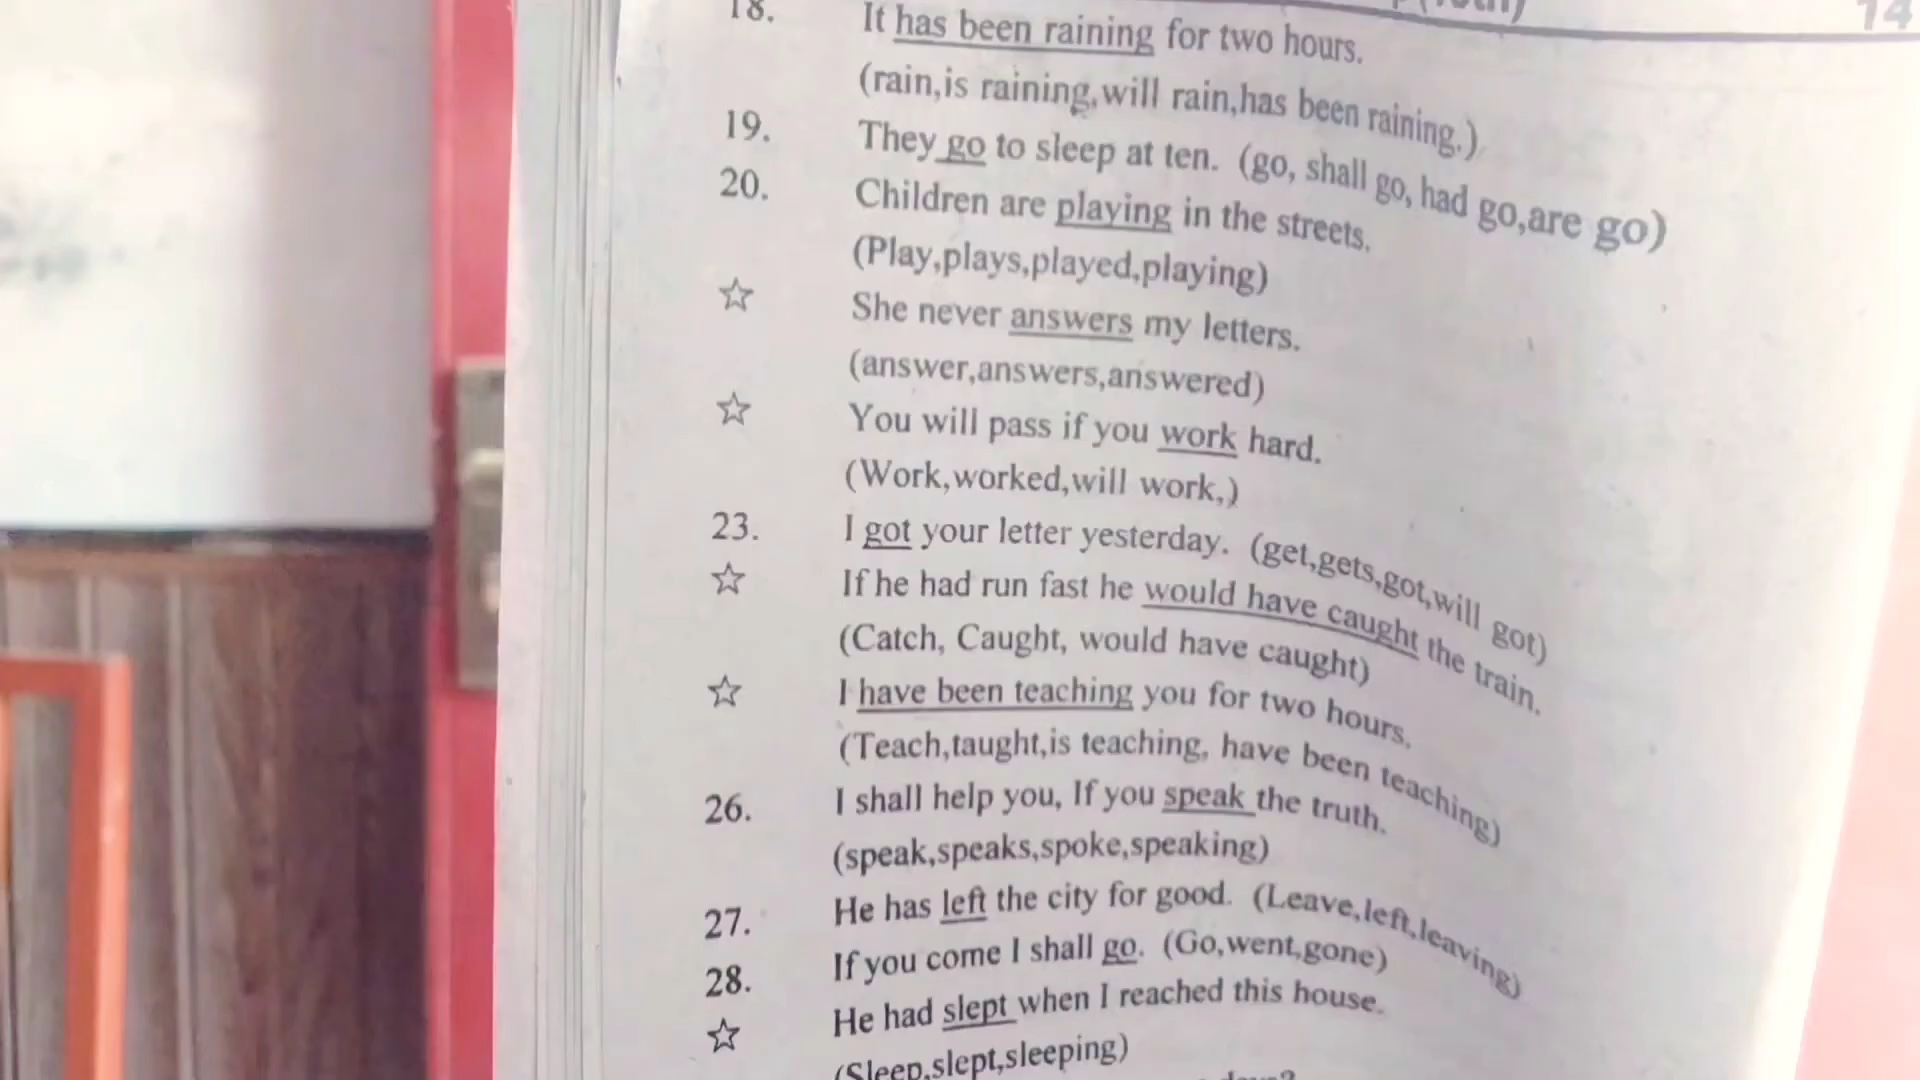 14
18. It has been raining for two hours.
(rain,is raining,will rain,has been raining.)
19. They go to sleep at ten. (go, shall go, had go,are go)
20. Children are playing in the streets.
(Play,plays,played,playing)
☆ She never answers my letters.
(answer,answers,answered)
☆ You will pass if you work hard.
(Work,worked,will work,)
23. I got your letter yesterday. (get,gets,got,will got)
☆ If he had run fast he would have caught the train.
(Catch, Caught, would have caught)
☆ I have been teaching you for two hours.
(Teach,taught,is teaching, have been teaching)
26. I shall help you, If you speak the truth.
(speak,speaks,spoke,speaking)
27. He has left the city for good. (Leave,left,leaving)
28. If you come I shall go. (Go,went,gone)
☆ He had slept when I reached this house.
(Sleep,slept,sleeping)